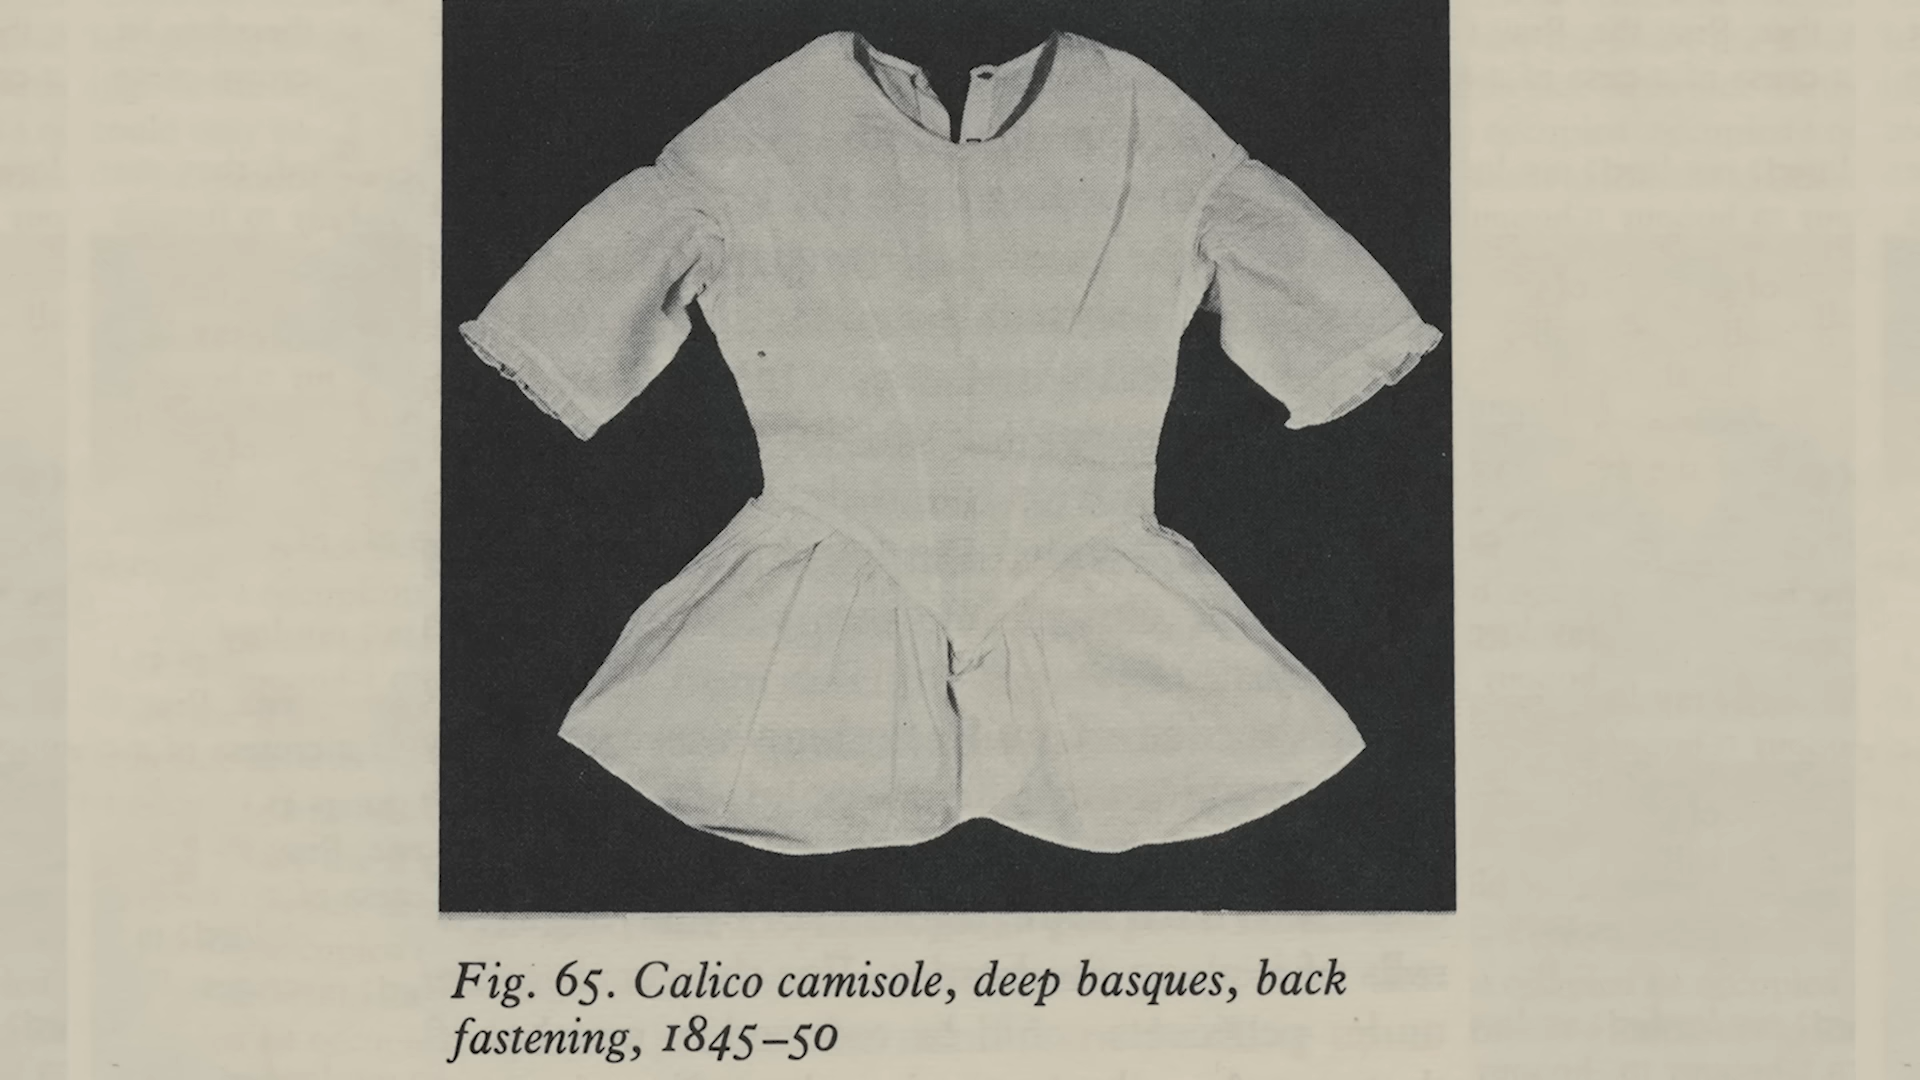 Fig. 65. Calico camisole, deep basques, back
fastening, 1845–50